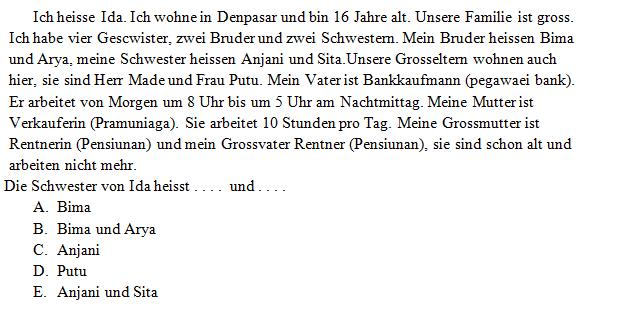 Ich heisse Ida. Ich wohne in Denpasar und bin 16 Jahre alt. Unsere Familie ist gross.
Ich habe vier Gescwister, zwei Bruder und zwei Schwestern. Mein Bruder heissen Bima
und Arya, meine Schwester heissen Anjani und Sita.Unsere Grosseltern wohnen auch
hier, sie sind Herr Made und Frau Putu. Mein Vater ist Bankkaufmann (pegawaei bank).
Er arbeitet von Morgen um 8 Uhr bis um 5 Uhr am Nachtmittag. Meine Mutter ist
Verkauferin (Pramuniaga). Sie arbeitet 10 Stunden pro Tag. Meine Grossmutter ist
Rentnerin (Pensiunan) und mein Grossvater Rentner (Pensiunan), sie sind schon alt und
arbeiten nicht mehr.
Die Schwester von Ida heisst . . . . und . . . .
A. Bima
B. Bima und Arya
C. Anjani
D. Putu
E. Anjani und Sita